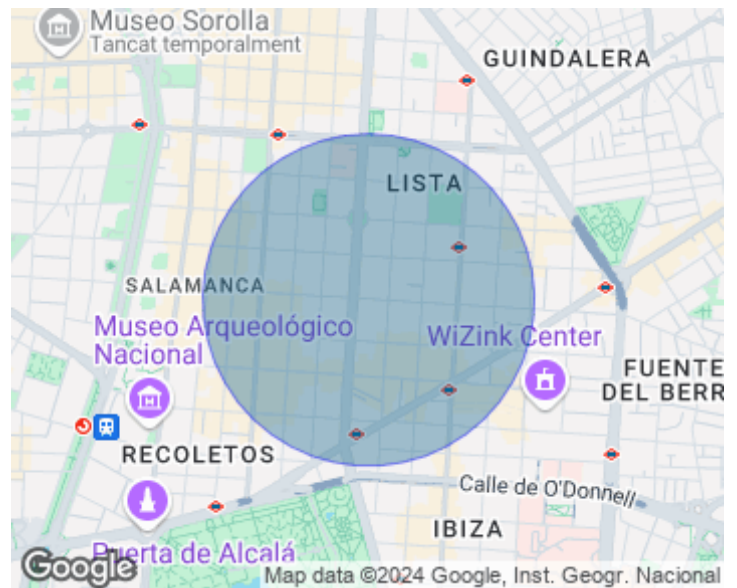 Museo Sorolla
Tancat temporalment
GUINDALERA
LISTA
SALAMANCA
Museo Arqueológico
Nacional
WiZink Center
FUENTE
DEL BERR
RECOLETOS
Calle de O'Donnell
IBIZA
Puerta de Alcalá
Google
Map data ©2024 Google, Inst. Geogr. Nacional